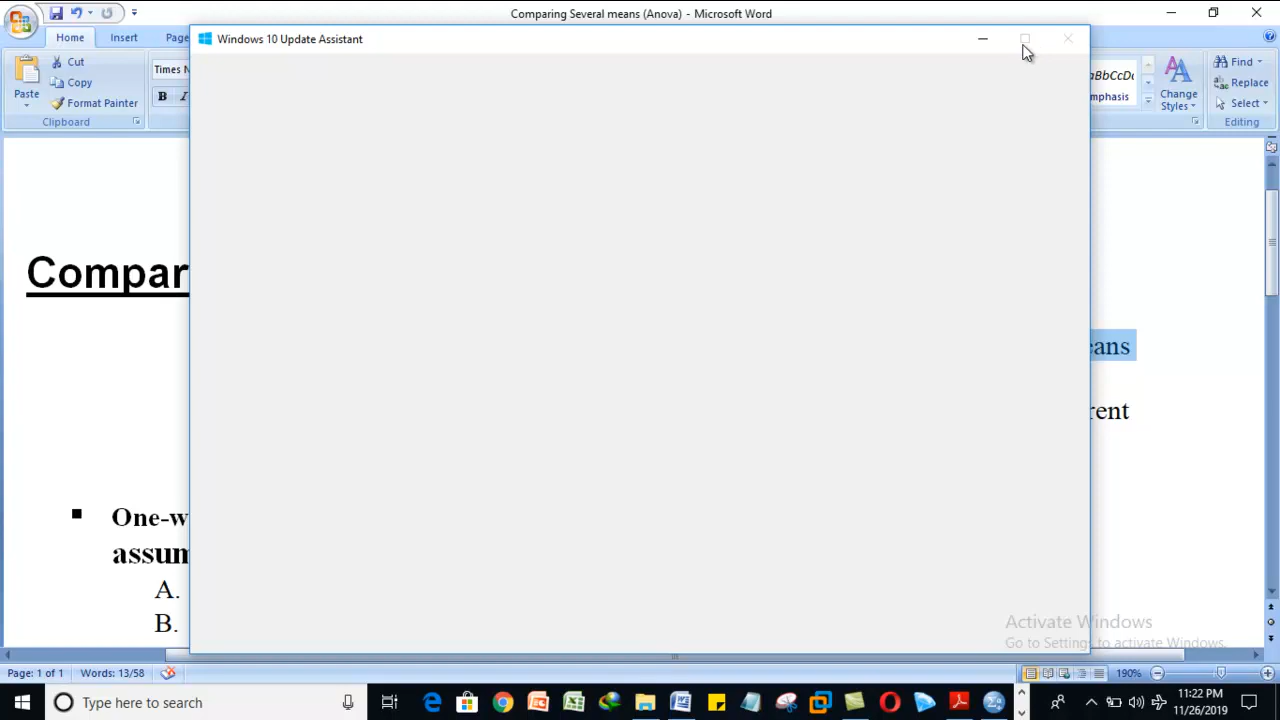 Comparing Several means (Anova) - Microsoft Word
Home Insert Page
Windows 10 Update Assistant
Paste
Cut
Copy
Format Painter
Clipboard
Times N
B I
aBbCcDc
mphasis
Change
Styles
Find
Replace
Select
Editing
Compar
eans
rent
One-w
assum
A.
B.
Activate Windows
Go to Settings to activate Windows.
Page: 1 of 1 Words: 13/58 190%
Type here to search
11:22 PM
11/26/2019